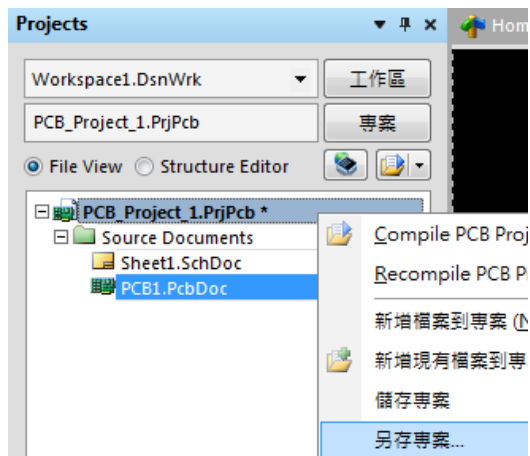 Projects
Hom
Workspace1.DsnWrk
工作區
PCB_Project_1.PrjPcb
專案
File View
Structure Editor
PCB_Project_1.PrjPcb *
Source Documents
Sheet1.SchDoc
PCB1.PcbDoc
Compile PCB Proj
Recompile PCB P
新增檔案到專案 (N
新增現有檔案到專
儲存專案
另存專案...